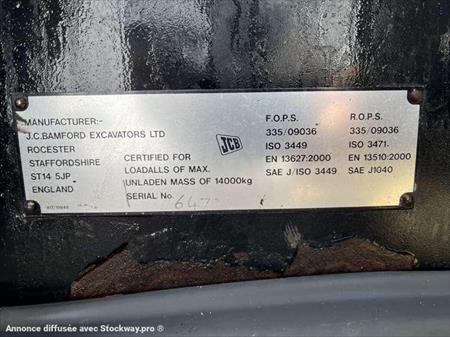 MANUFACTURER:-
J.C.BAMFORD EXCAVATORS LTD
ROCESTER
STAFFORDSHIRE
ST14 5JP
ENGLAND
CERTIFIED FOR
LOADALLS OF MAX.
UNLADEN MASS OF 14000kg
SERIAL No.
JCB
F.O.P.S.
335/09036
ISO 3449
EN 13627:2000
SAE J/ISO 3449
R.O.P.S.
335/09036
ISO 3471.
EN 13510:2000
SAE J1040
Annonce diffusée avec Stockway.pro ®